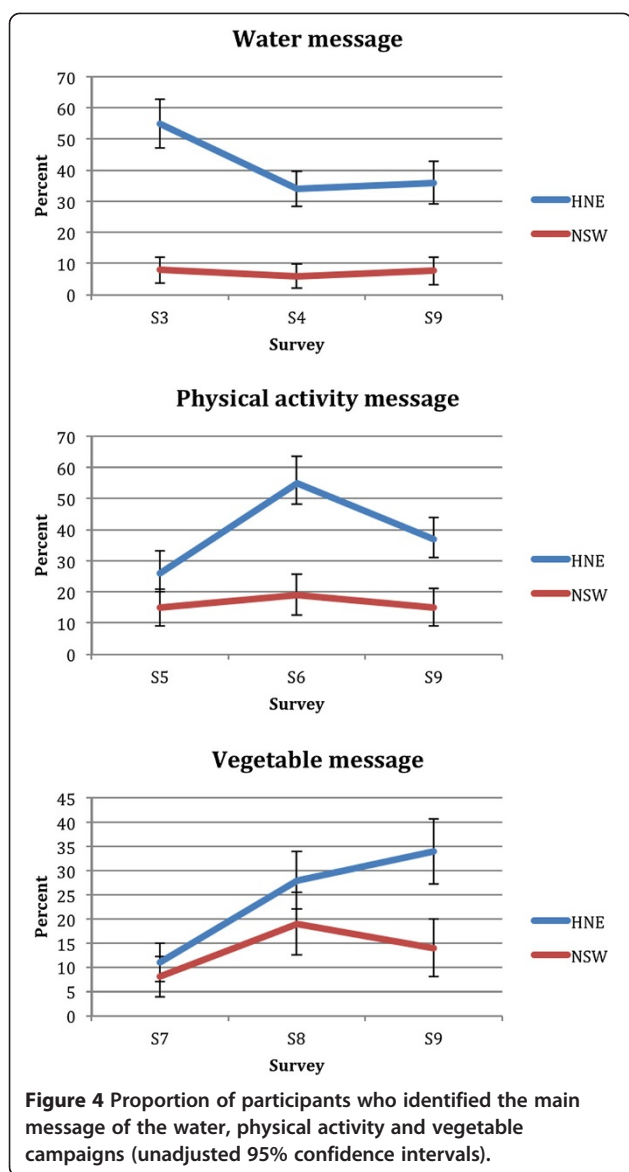 Water message
70
60
50
40
30
20
10
0
Percent
S3 S4 S9
Survey
HNE
NSW
Physical activity message
70
60
50
40
30
20
10
0
Percent
S5 S6 S9
Survey
HNE
NSW
Vegetable message
45
40
35
30
25
20
15
10
5
0
Percent
S7 S8 S9
Survey
HNE
NSW
Figure 4 Proportion of participants who identified the main
message of the water, physical activity and vegetable
campaigns (unadjusted 95% confidence intervals).